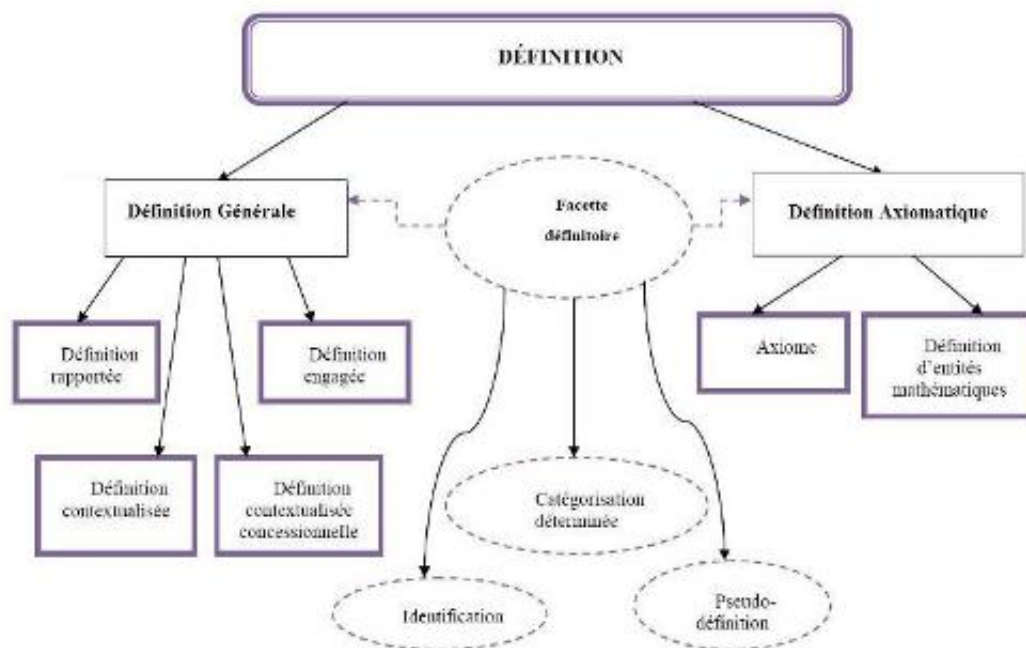 DÉFINITION
Définition Générale
Facette
définitoire
Définition Axiomatique
Définition
rapportée
Définition
engagée
Axiome
Définition
d'entités
mathématiques
Définition
contextualisée
Définition
contextualisée
concessionnelle
Catégorisation
déterminée
Identification
Pseudo-
définition